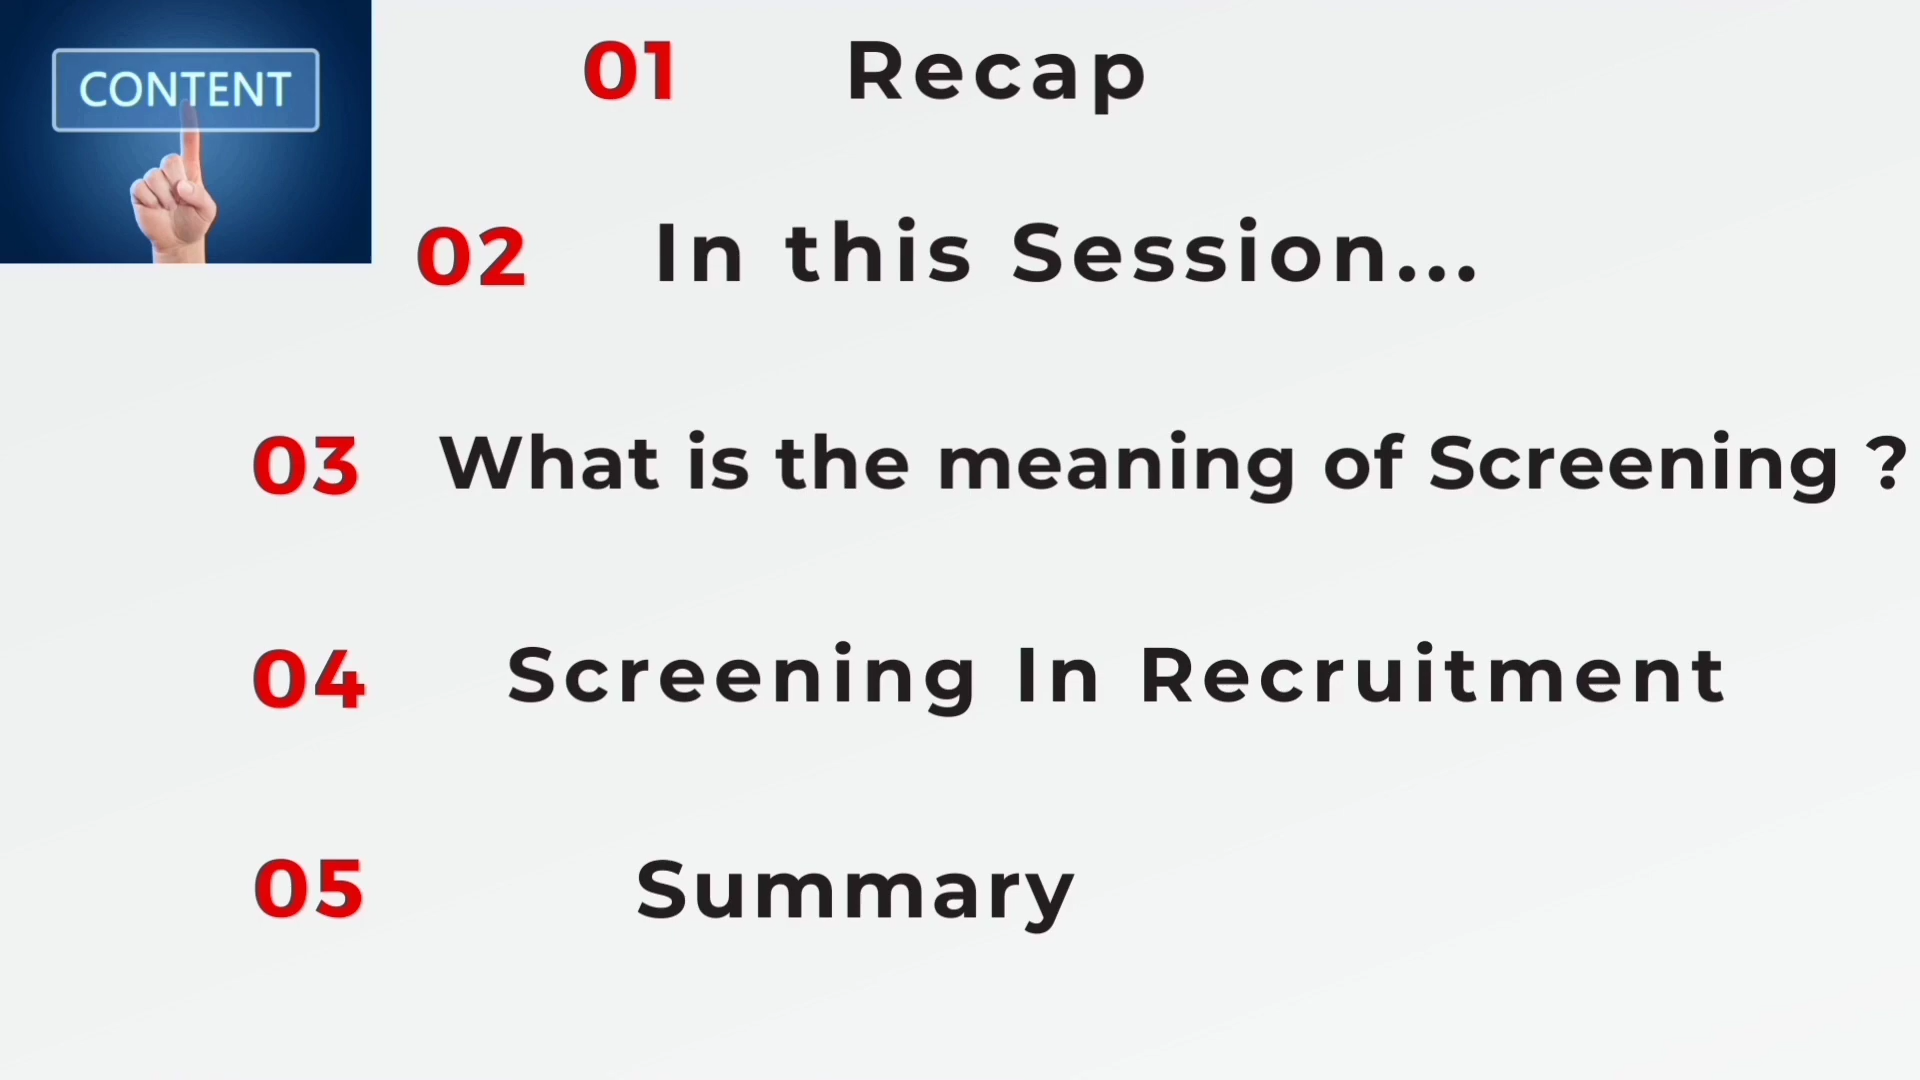 CONTENT
01 Recap
02 In this Session...
03 What is the meaning of Screening ?
04 Screening In Recruitment
05 Summary